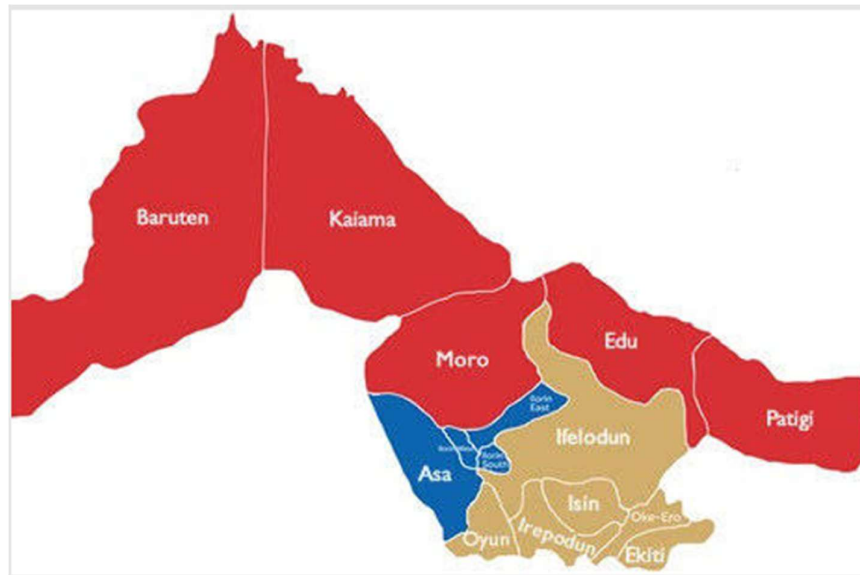 Baruten
Kaiama
Moro
Edu
Patigi
Ilorin
East
Ifelodun
Ilorin
South
Asa
Isin
Oke-Ero
Oyun
Irepodun
Ekiti